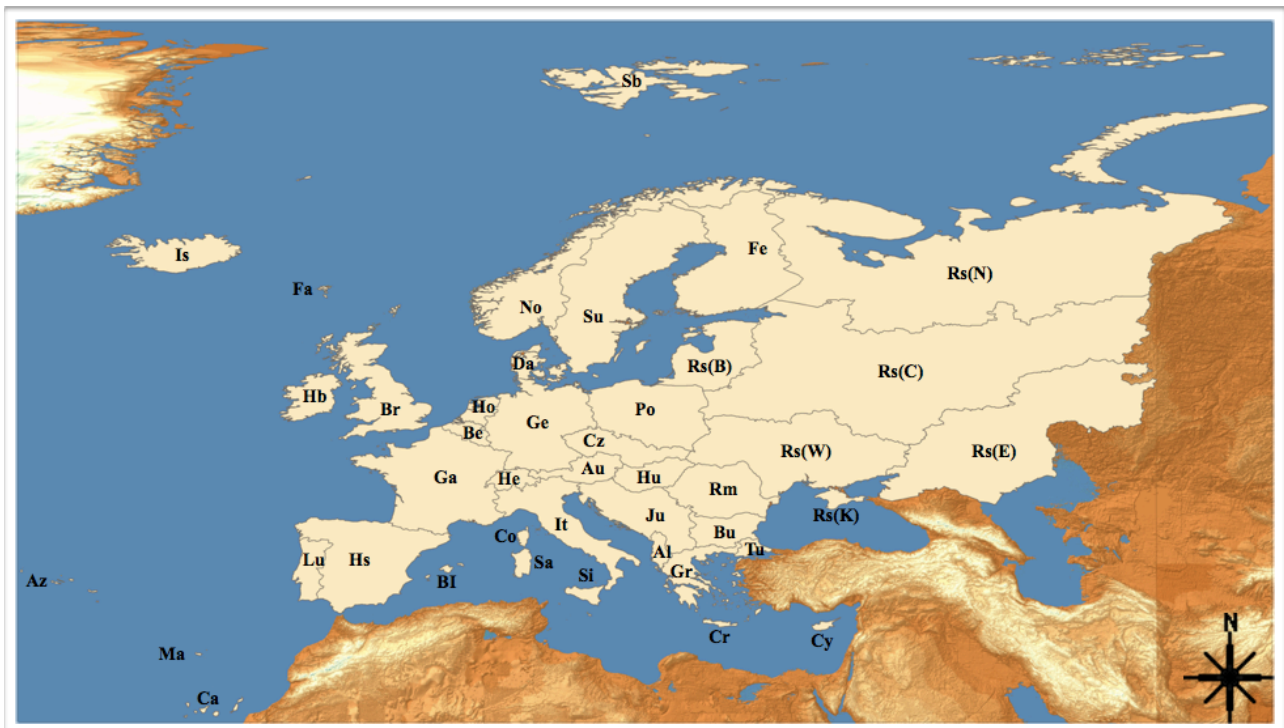 Sb
Is
Fe
Rs(N)
Fa
No
Su
Da
Rs(B)
Rs(C)
Hb
Br
Ho
Po
Ge
Be
Cz
Rs(W)
Rs(E)
Au
Ga
He
Hu
Rm
Ju
Rs(K)
It
Co
Bu
Tu
Al
Lu
Hs
Sa
Az
BI
Si
Gr
Cr
Cy
N
Ma
Ca